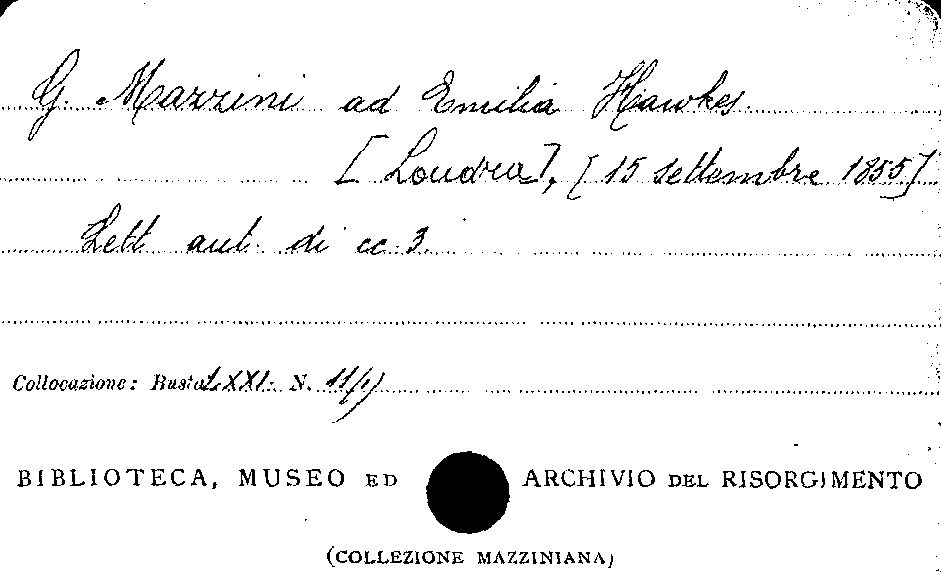 G. Mazzini ad Emilia Hawkes.
[Londra], [15 settembre 1855]
Lett. aut. di cc. 3.
Collocazione: Busta LXXI. N. 11/1)
BIBLIOTECA, MUSEO ED ARCHIVIO DEL RISORGIMENTO
(COLLEZIONE MAZZINIANA)